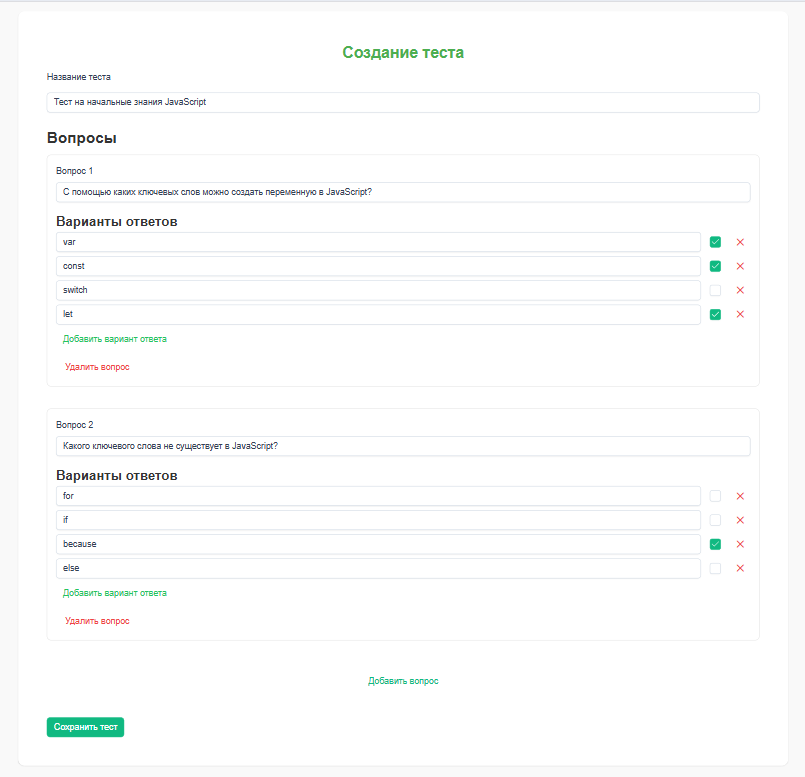 Создание теста
Название теста
Тест на начальные знания JavaScript
Вопросы
Вопрос 1
С помощью каких ключевых слов можно создать переменную в JavaScript?
Варианты ответов
var
const
switch
let
Добавить вариант ответа
Удалить вопрос
Вопрос 2
Какого ключевого слова не существует в JavaScript?
Варианты ответов
for
if
because
else
Добавить вариант ответа
Удалить вопрос
Добавить вопрос
Сохранить тест